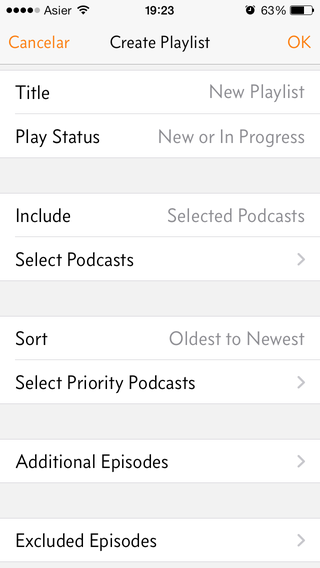 Asier 19:23 63%
Cancelar Create Playlist OK
Title New Playlist
Play Status New or In Progress
Include Selected Podcasts
Select Podcasts
Sort Oldest to Newest
Select Priority Podcasts
Additional Episodes
Excluded Episodes